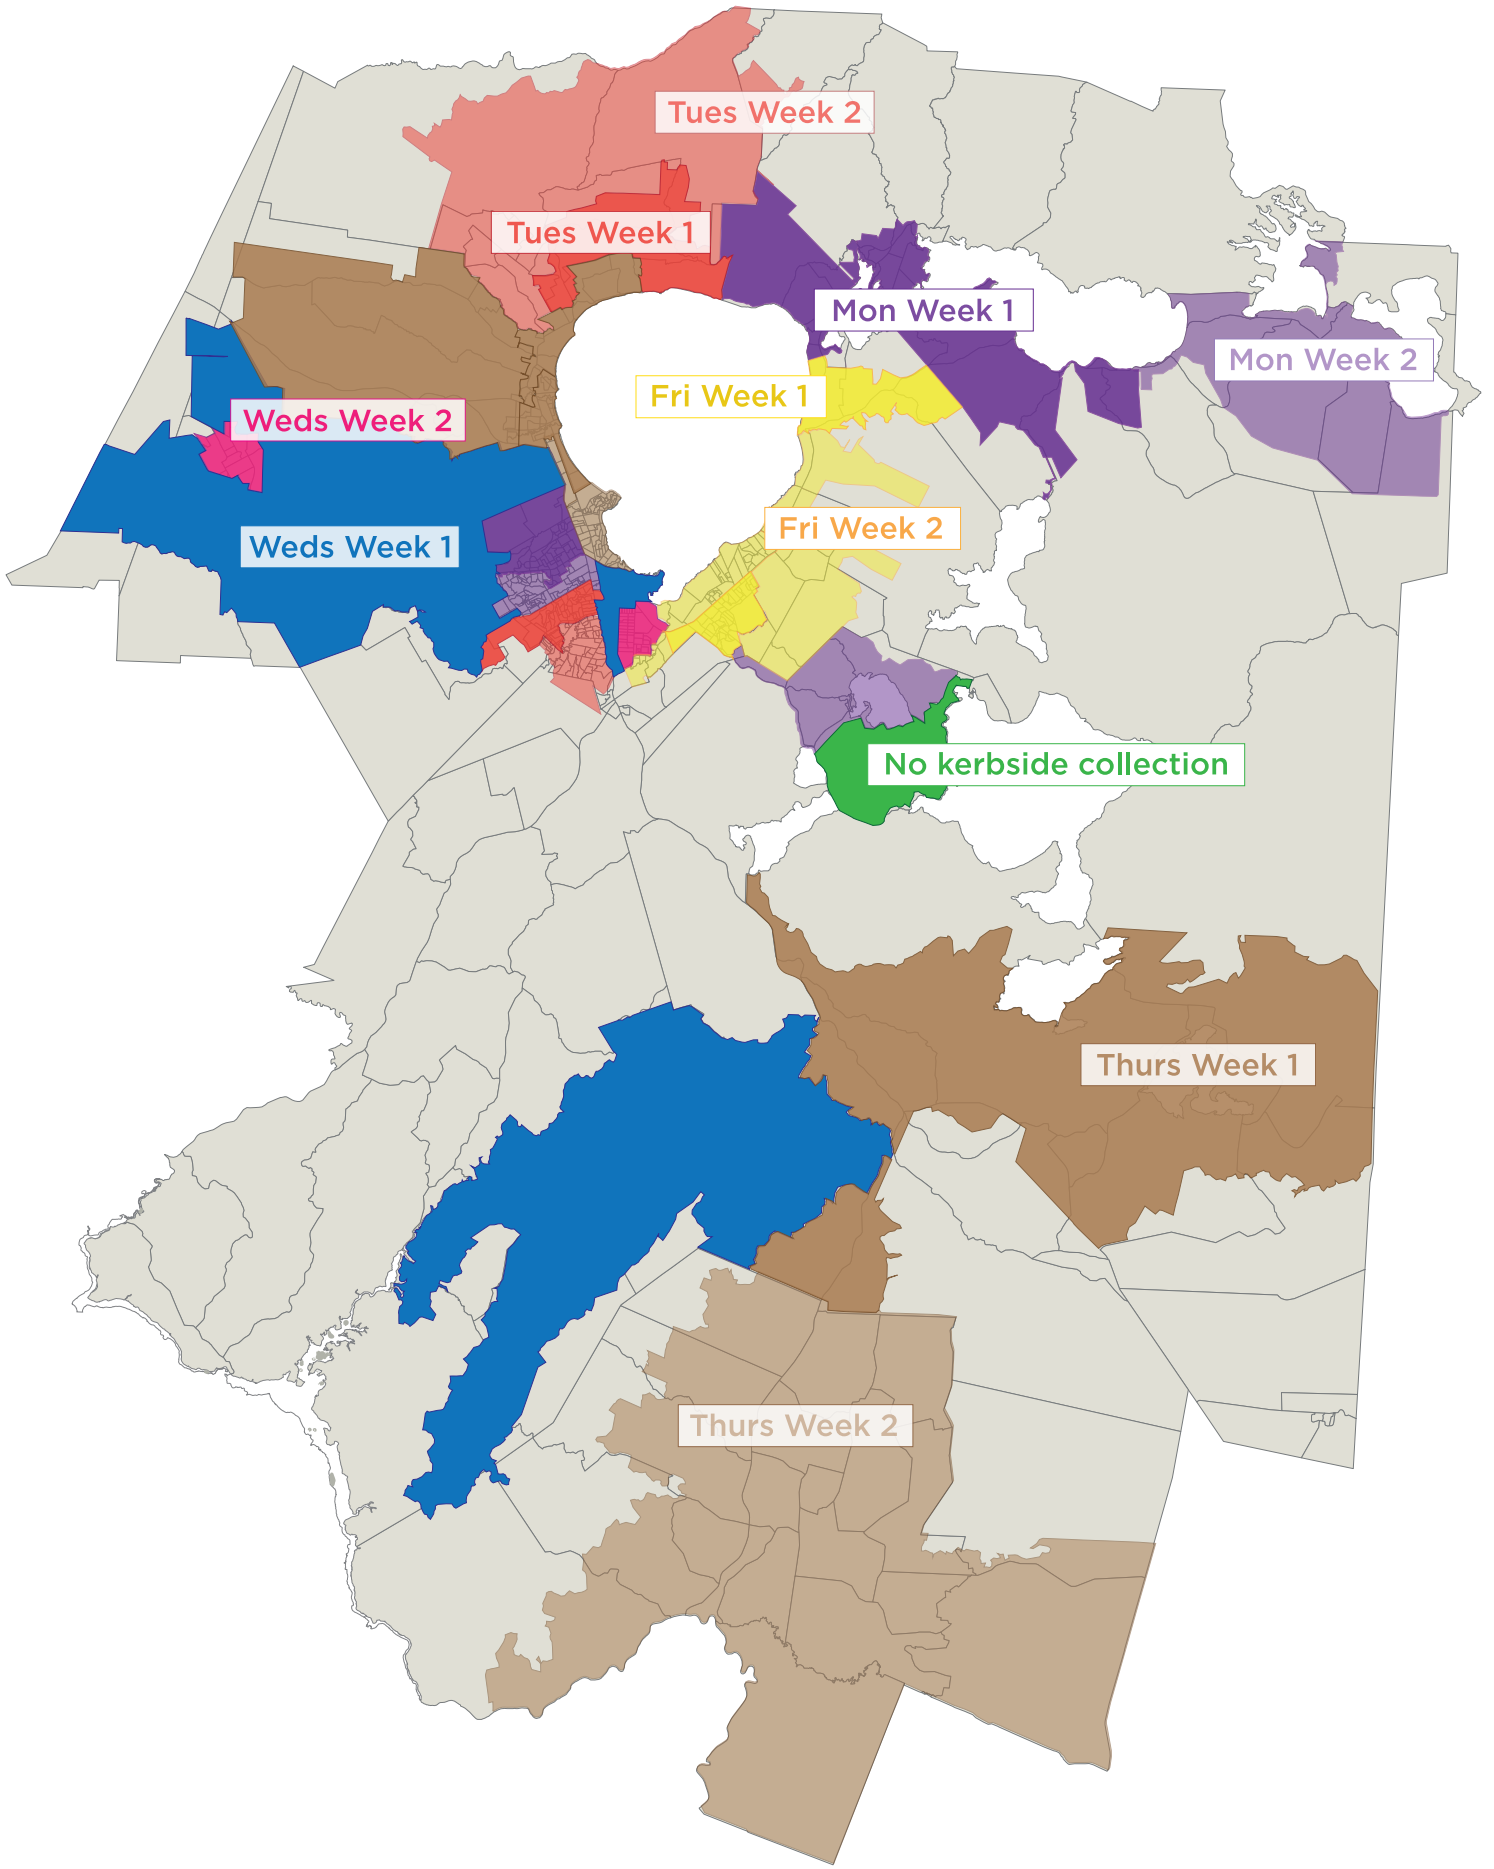 Tues Week 2
Tues Week 1
Mon Week 1
Mon Week 2
Fri Week 1
Weds Week 2
Fri Week 2
Weds Week 1
No kerbside collection
Thurs Week 1
Thurs Week 2